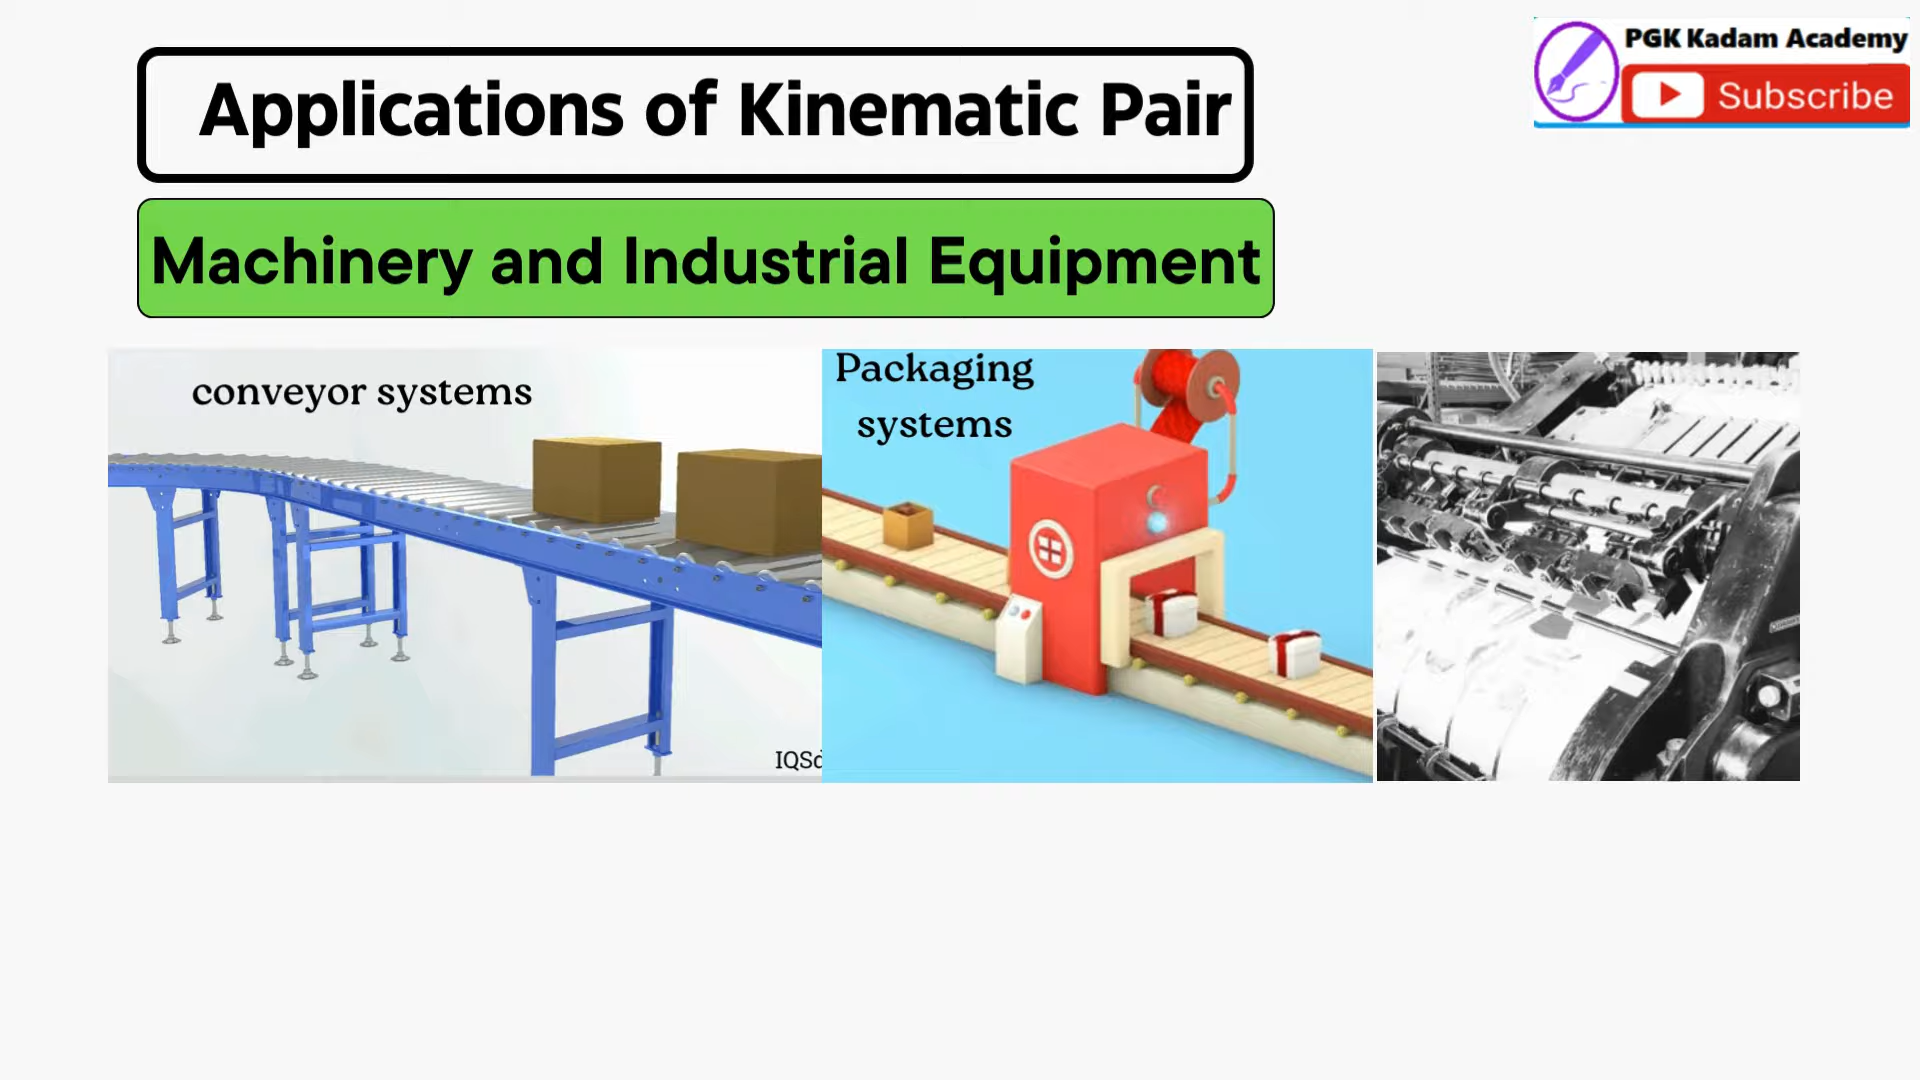 PGK Kadam Academy
Subscribe
Applications of Kinematic Pair
Machinery and Industrial Equipment
conveyor systems
Packaging
systems